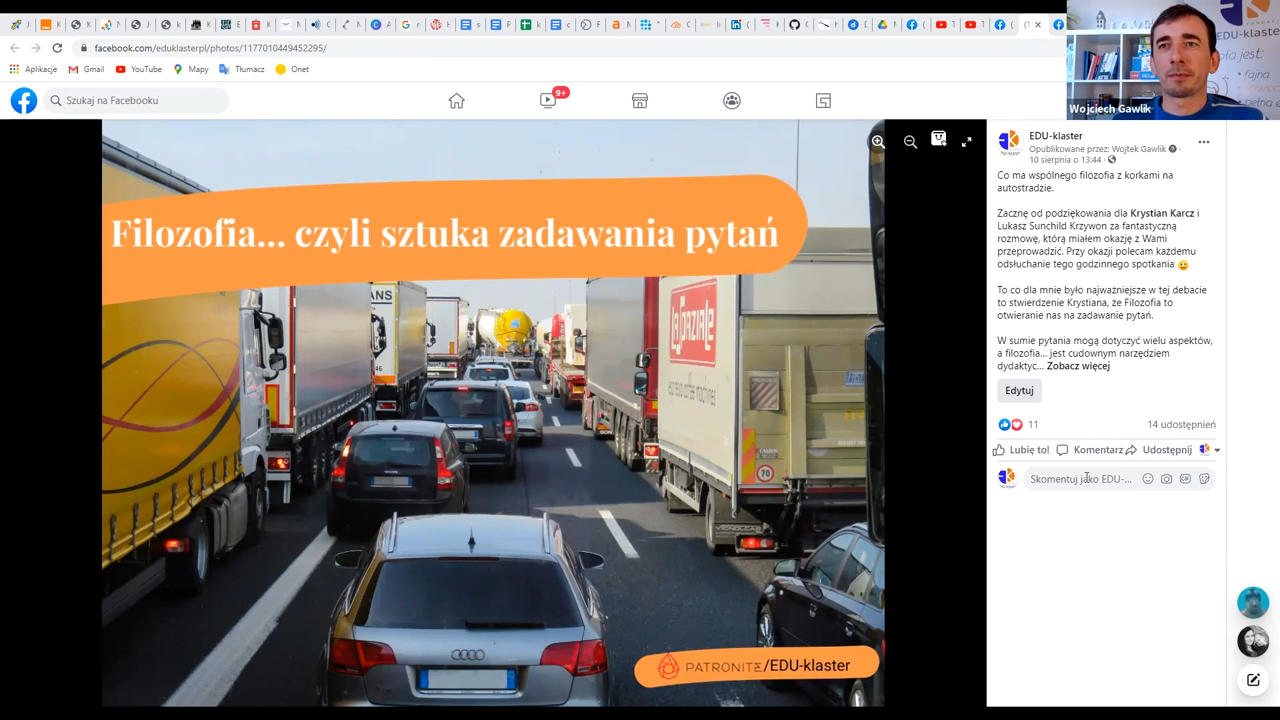 facebook.com/eduklasterpl/photos/1177010449452295/
Aplikacje
Gmail
YouTube
Mapy
Tłumacz
Onet
Szukaj na Facebooku
9+
EDU-klaster
Wojciech Gawlik
Filozofia... czyli sztuka zadawania pytań
70
PATRONITE/EDU-klaster
EDU-klaster
Opublikowane przez: Wojtek Gawlik
10 sierpnia o 13:44
Co ma wspólnego filozofia z korkami na
autostradzie.
Zacznę od podziękowania dla Krystian Karcz i
Lukasz Sunchild Krzywon za fantastyczną
rozmowę, którą miałem okazję z Wami
przeprowadzić. Przy okazji polecam każdemu
odsłuchanie tego godzinnego spotkania
To co dla mnie było najważniejsze w tej debacie
to stwierdzenie Krystiana, że Filozofia to
otwieranie nas na zadawanie pytań.
W sumie pytania mogą dotyczyć wielu aspektów,
a filozofia... jest cudownym narzędziem
dydaktyc... Zobacz więcej
Edytuj
11
14 udostępnień
Lubię to!
Komentarz
Udostępnij
Skomentuj jako EDU-...